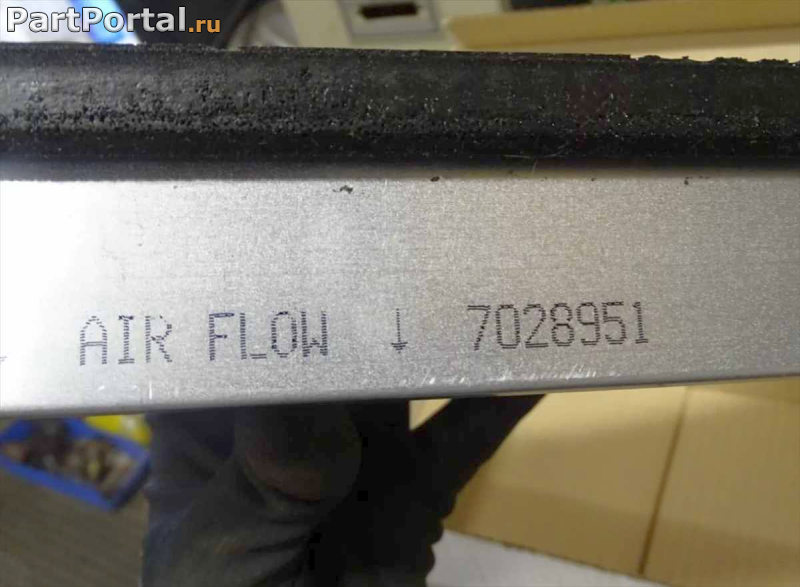 PartPortal.ru
AIR FLOW ↓ 7028951